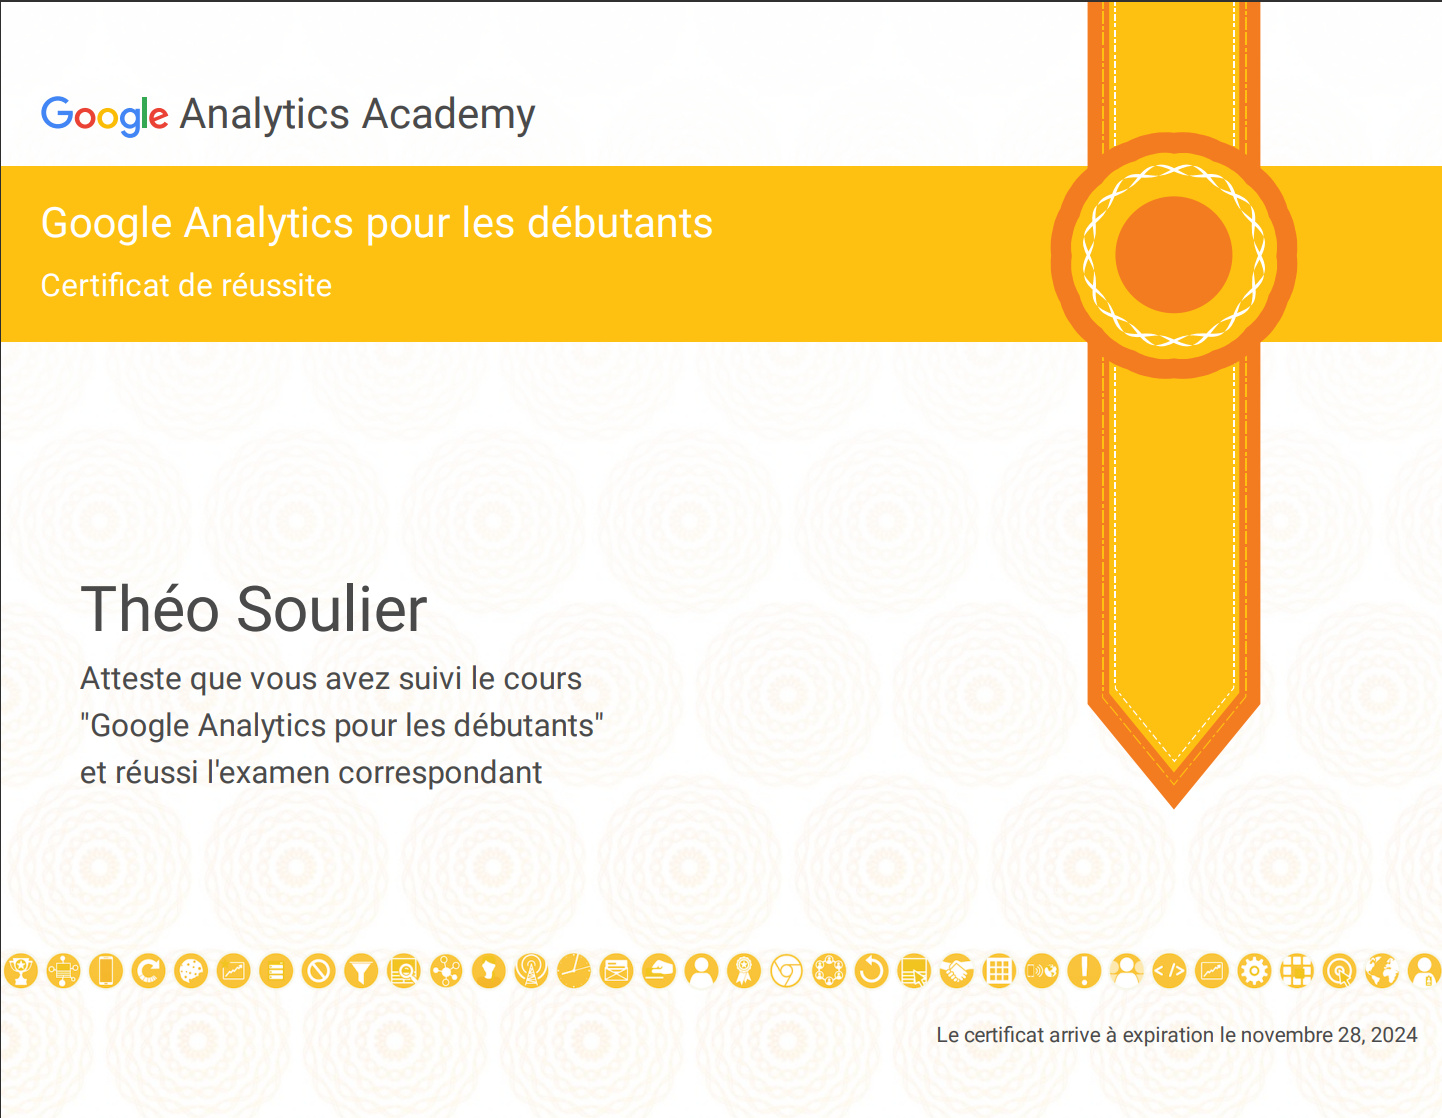 Google Analytics Academy
Google Analytics pour les débutants
Certificat de réussite
Théo Soulier
Atteste que vous avez suivi le cours
"Google Analytics pour les débutants"
et réussi l'examen correspondant
Le certificat arrive à expiration le novembre 28, 2024